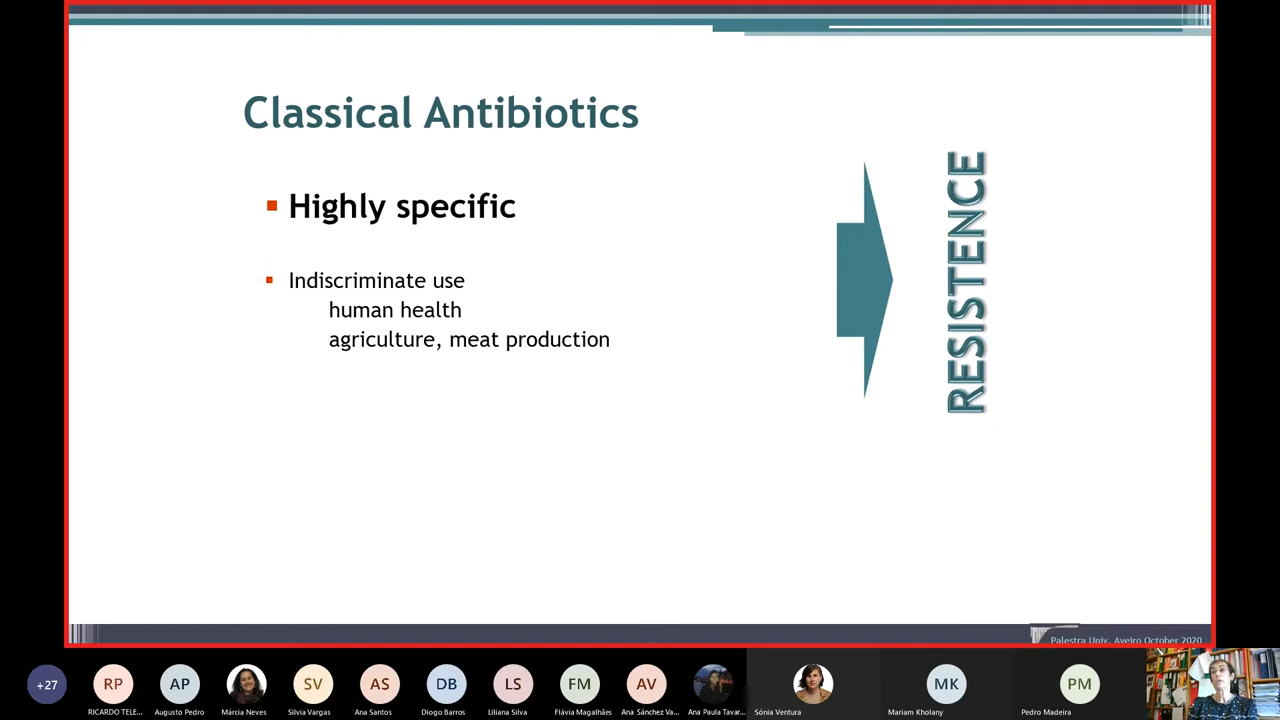 Classical Antibiotics
Highly specific
Indiscriminate use
human health
agriculture, meat production
RESISTENCE
Palestra Univ. Aveiro October 2020
+27
RP
AP
SV
AS
DB
LS
FM
AV
MK
PM
RICARDO TELE...
Augusto Pedro
Márcia Neves
Silvia Vargas
Ana Santos
Diogo Barros
Liliana Silva
Flávia Magalhães
Ana Sánchez Va...
Ana Paula Tavar...
Sónia Ventura
Mariam Kholany
Pedro Madeira